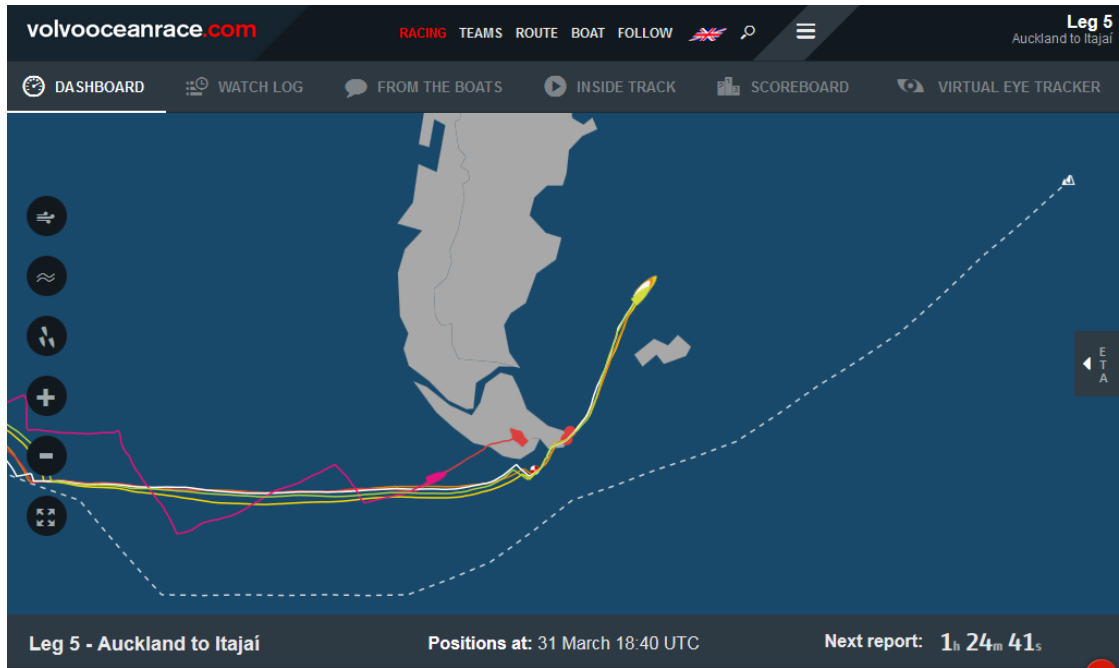 volvooceanrace.com
RACING TEAMS ROUTE BOAT FOLLOW
Leg 5
Auckland to Itajaí
DASHBOARD WATCH LOG FROM THE BOATS INSIDE TRACK SCOREBOARD VIRTUAL EYE TRACKER
ETA
Leg 5 - Auckland to Itajaí Positions at: 31 March 18:40 UTC Next report: 1h 24m 41s